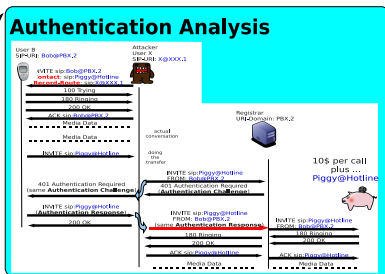 Authentication Analysis
User B
SIP-URI: Bob@PBX,2
Attacker
User X
SIP-URI: X@XXX,1
INVITE sip:Bob@PBX,2
Contact: sip:Piggy@Hotline
Record-Route: sip:X@XXX,1
100 Trying
180 Ringing
200 OK
ACK sip:Bob@PBX,2
Media Data
Media Data
actual
conversation
Registrar
URI-Domain: PBX,2
INVITE sip:Piggy@Hotline
doing
the
transfer
10$ per call
plus ...
Piggy@Hotline
INVITE sip:Piggy@Hotline
FROM: Bob@PBX,2
401 Authentication Required
(same Authentication Challenge)
401 Authentication Required
(Authentication Challenge)
INVITE sip:Piggy@Hotline
(Authentication Response)
200 OK
INVITE sip:Piggy@Hotline
FROM: Bob@PBX,2
(same Authentication Response)
INVITE sip:Piggy@Hotline
FROM: Bob@PBX,2
180 Ringing
200 OK
180 Ringing
200 OK
ACK sip:Piggy@Hotline
ACK sip:Piggy@Hotline
Media Data
Media Data